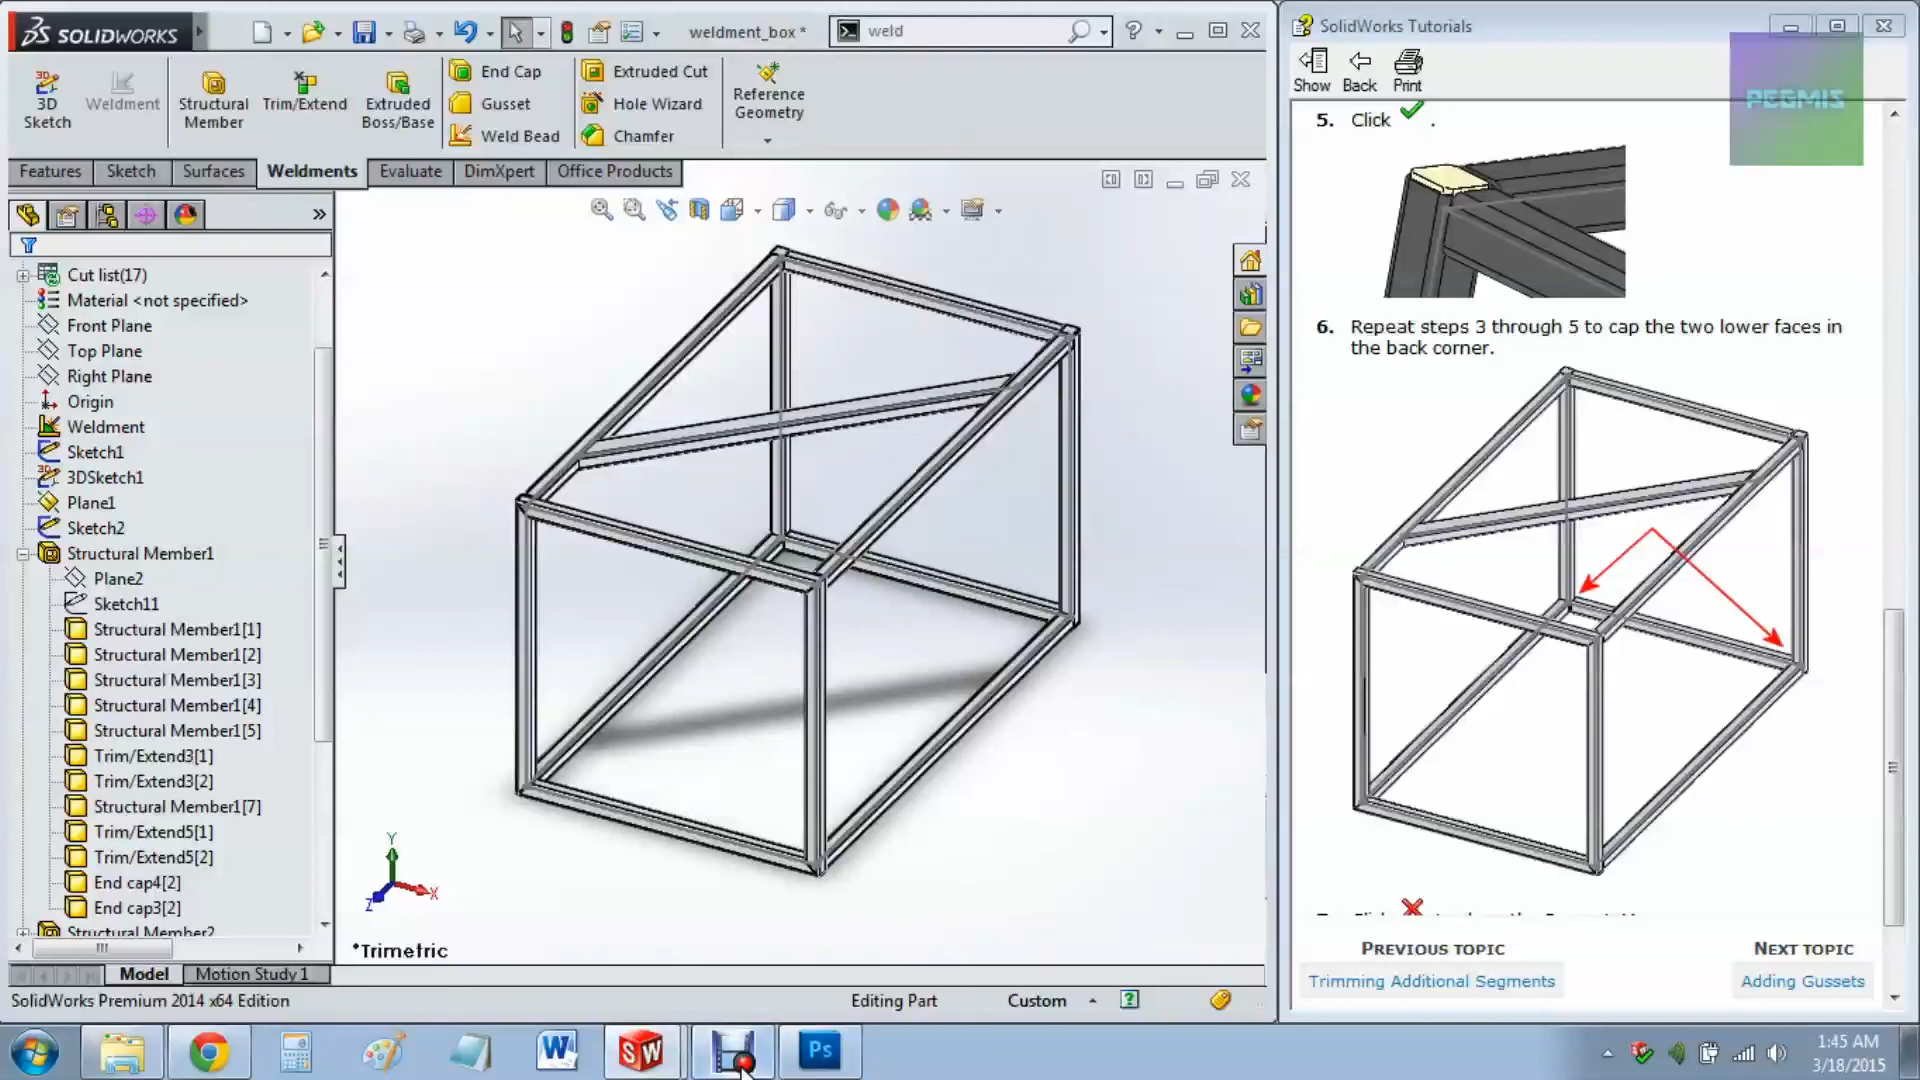 SOLIDWORKS
weldment_box *
weld
3D
Sketch
Weldment
Structural
Member
Trim/Extend
Extruded
Boss/Base
End Cap
Gusset
Weld Bead
Extruded Cut
Hole Wizard
Chamfer
Reference
Geometry
Features
Sketch
Surfaces
Weldments
Evaluate
DimXpert
Office Products
Cut list(17)
Material <not specified>
Front Plane
Top Plane
Right Plane
Origin
Weldment
Sketch1
3DSketch1
Plane1
Sketch2
Structural Member1
Plane2
Sketch11
Structural Member1[1]
Structural Member1[2]
Structural Member1[3]
Structural Member1[4]
Structural Member1[5]
Trim/Extend3[1]
Trim/Extend3[2]
Structural Member1[7]
Trim/Extend5[1]
Trim/Extend5[2]
End cap4[2]
End cap3[2]
Structural Member2
Y
X
Z
*Trimetric
Model
Motion Study 1
SolidWorks Premium 2014 x64 Edition
Editing Part
Custom
SolidWorks Tutorials
Show
Back
Print
PEGMIS
5. Click .
6. Repeat steps 3 through 5 to cap the two lower faces in
the back corner.
PREVIOUS TOPIC
NEXT TOPIC
Trimming Additional Segments
Adding Gussets
W
SW
Ps
1:45 AM
3/18/2015